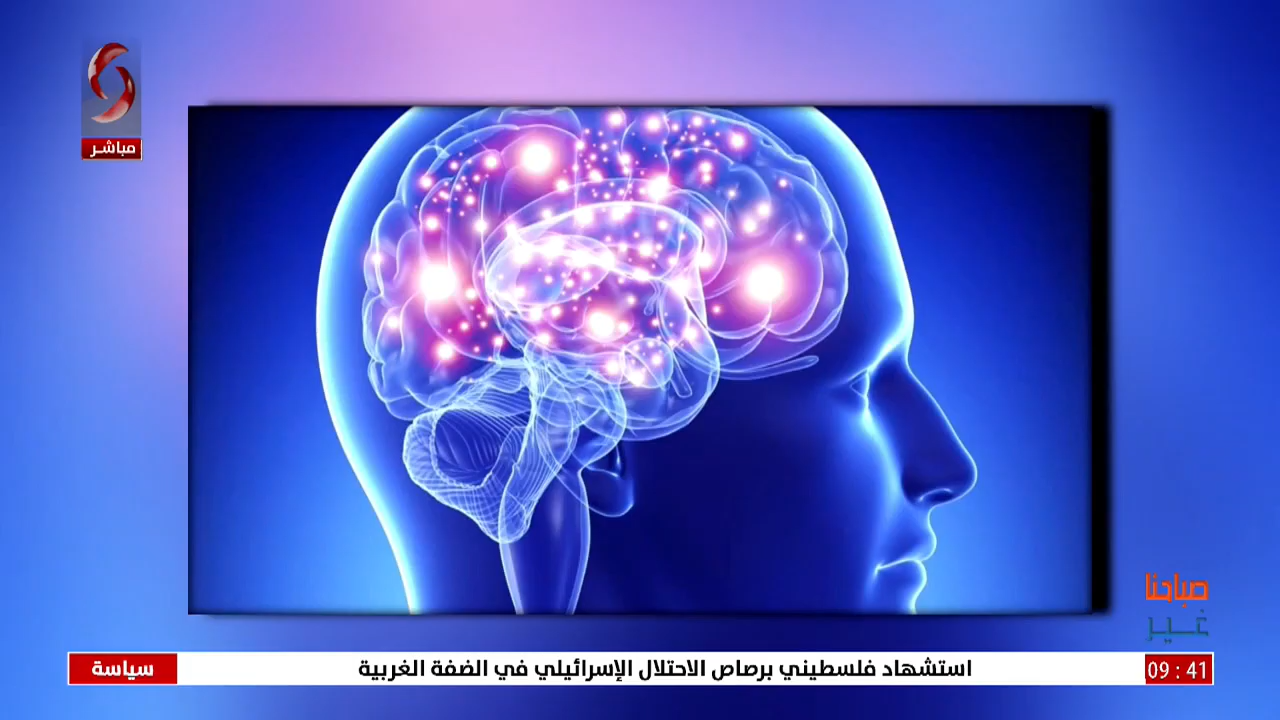 مباشر
صباحنا
غير
سياسة
استشهاد فلسطيني برصاص الاحتلال الإسرائيلي في الضفة الغربية
09 : 41